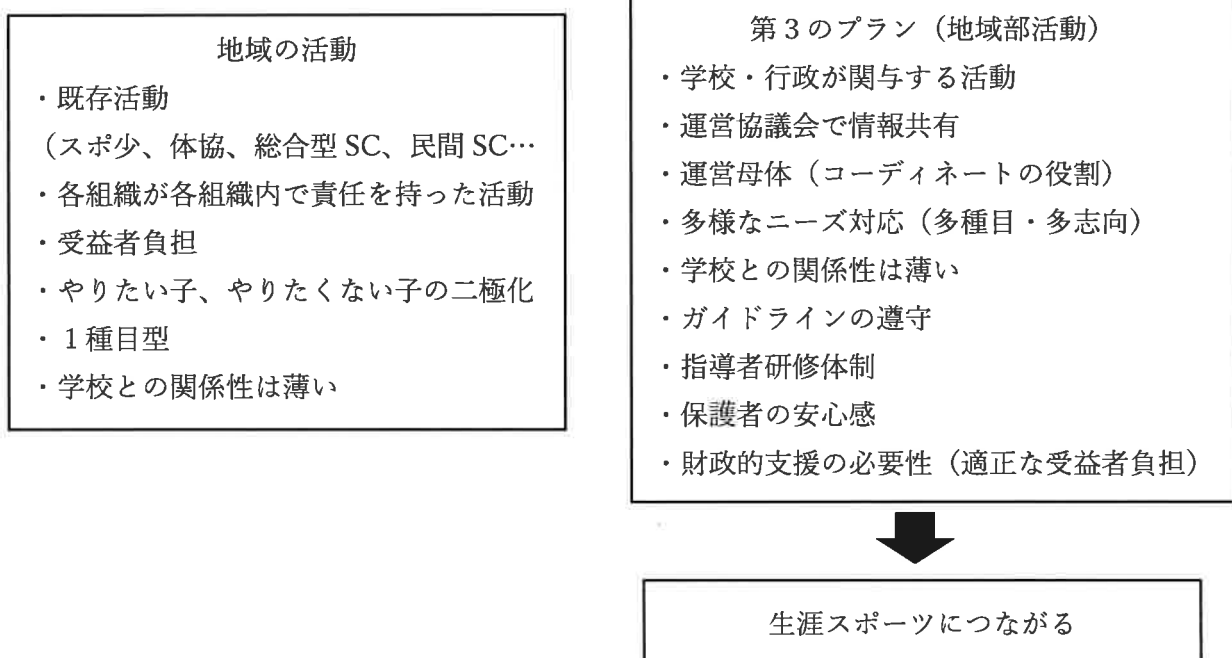 地域の活動
・既存活動
（スポ少、体協、総合型 SC、民間 SC…
・各組織が各組織内で責任を持った活動
・受益者負担
・やりたい子、やりたくない子の二極化
・１種目型
・学校との関係性は薄い
第３のプラン（地域部活動）
・学校・行政が関与する活動
・運営協議会で情報共有
・運営母体（コーディネートの役割）
・多様なニーズ対応（多種目・多志向）
・学校との関係性は薄い
・ガイドラインの遵守
・指導者研修体制
・保護者の安心感
・財政的支援の必要性（適正な受益者負担）
生涯スポーツにつながる